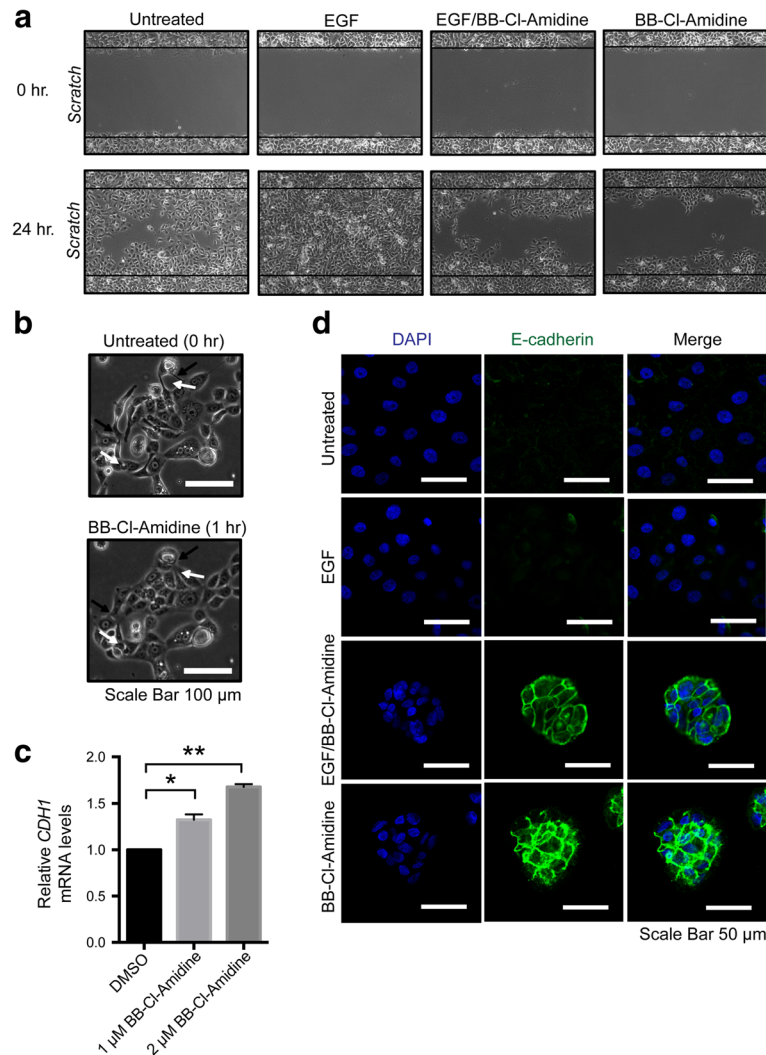 a
Untreated EGF EGF/BB-Cl-Amidine BB-Cl-Amidine
0 hr.
Scratch
24 hr.
Scratch
b
Untreated (0 hr)
BB-Cl-Amidine (1 hr)
Scale Bar 100 µm
c
Relative CDH1
mRNA levels
2.0
1.5
1.0
0.5
0.0
*
**
DMSO
1 µM BB-Cl-Amidine
2 µM BB-Cl-Amidine
d
DAPI E-cadherin Merge
Untreated
EGF
EGF/BB-Cl-Amidine
BB-Cl-Amidine
Scale Bar 50 µm